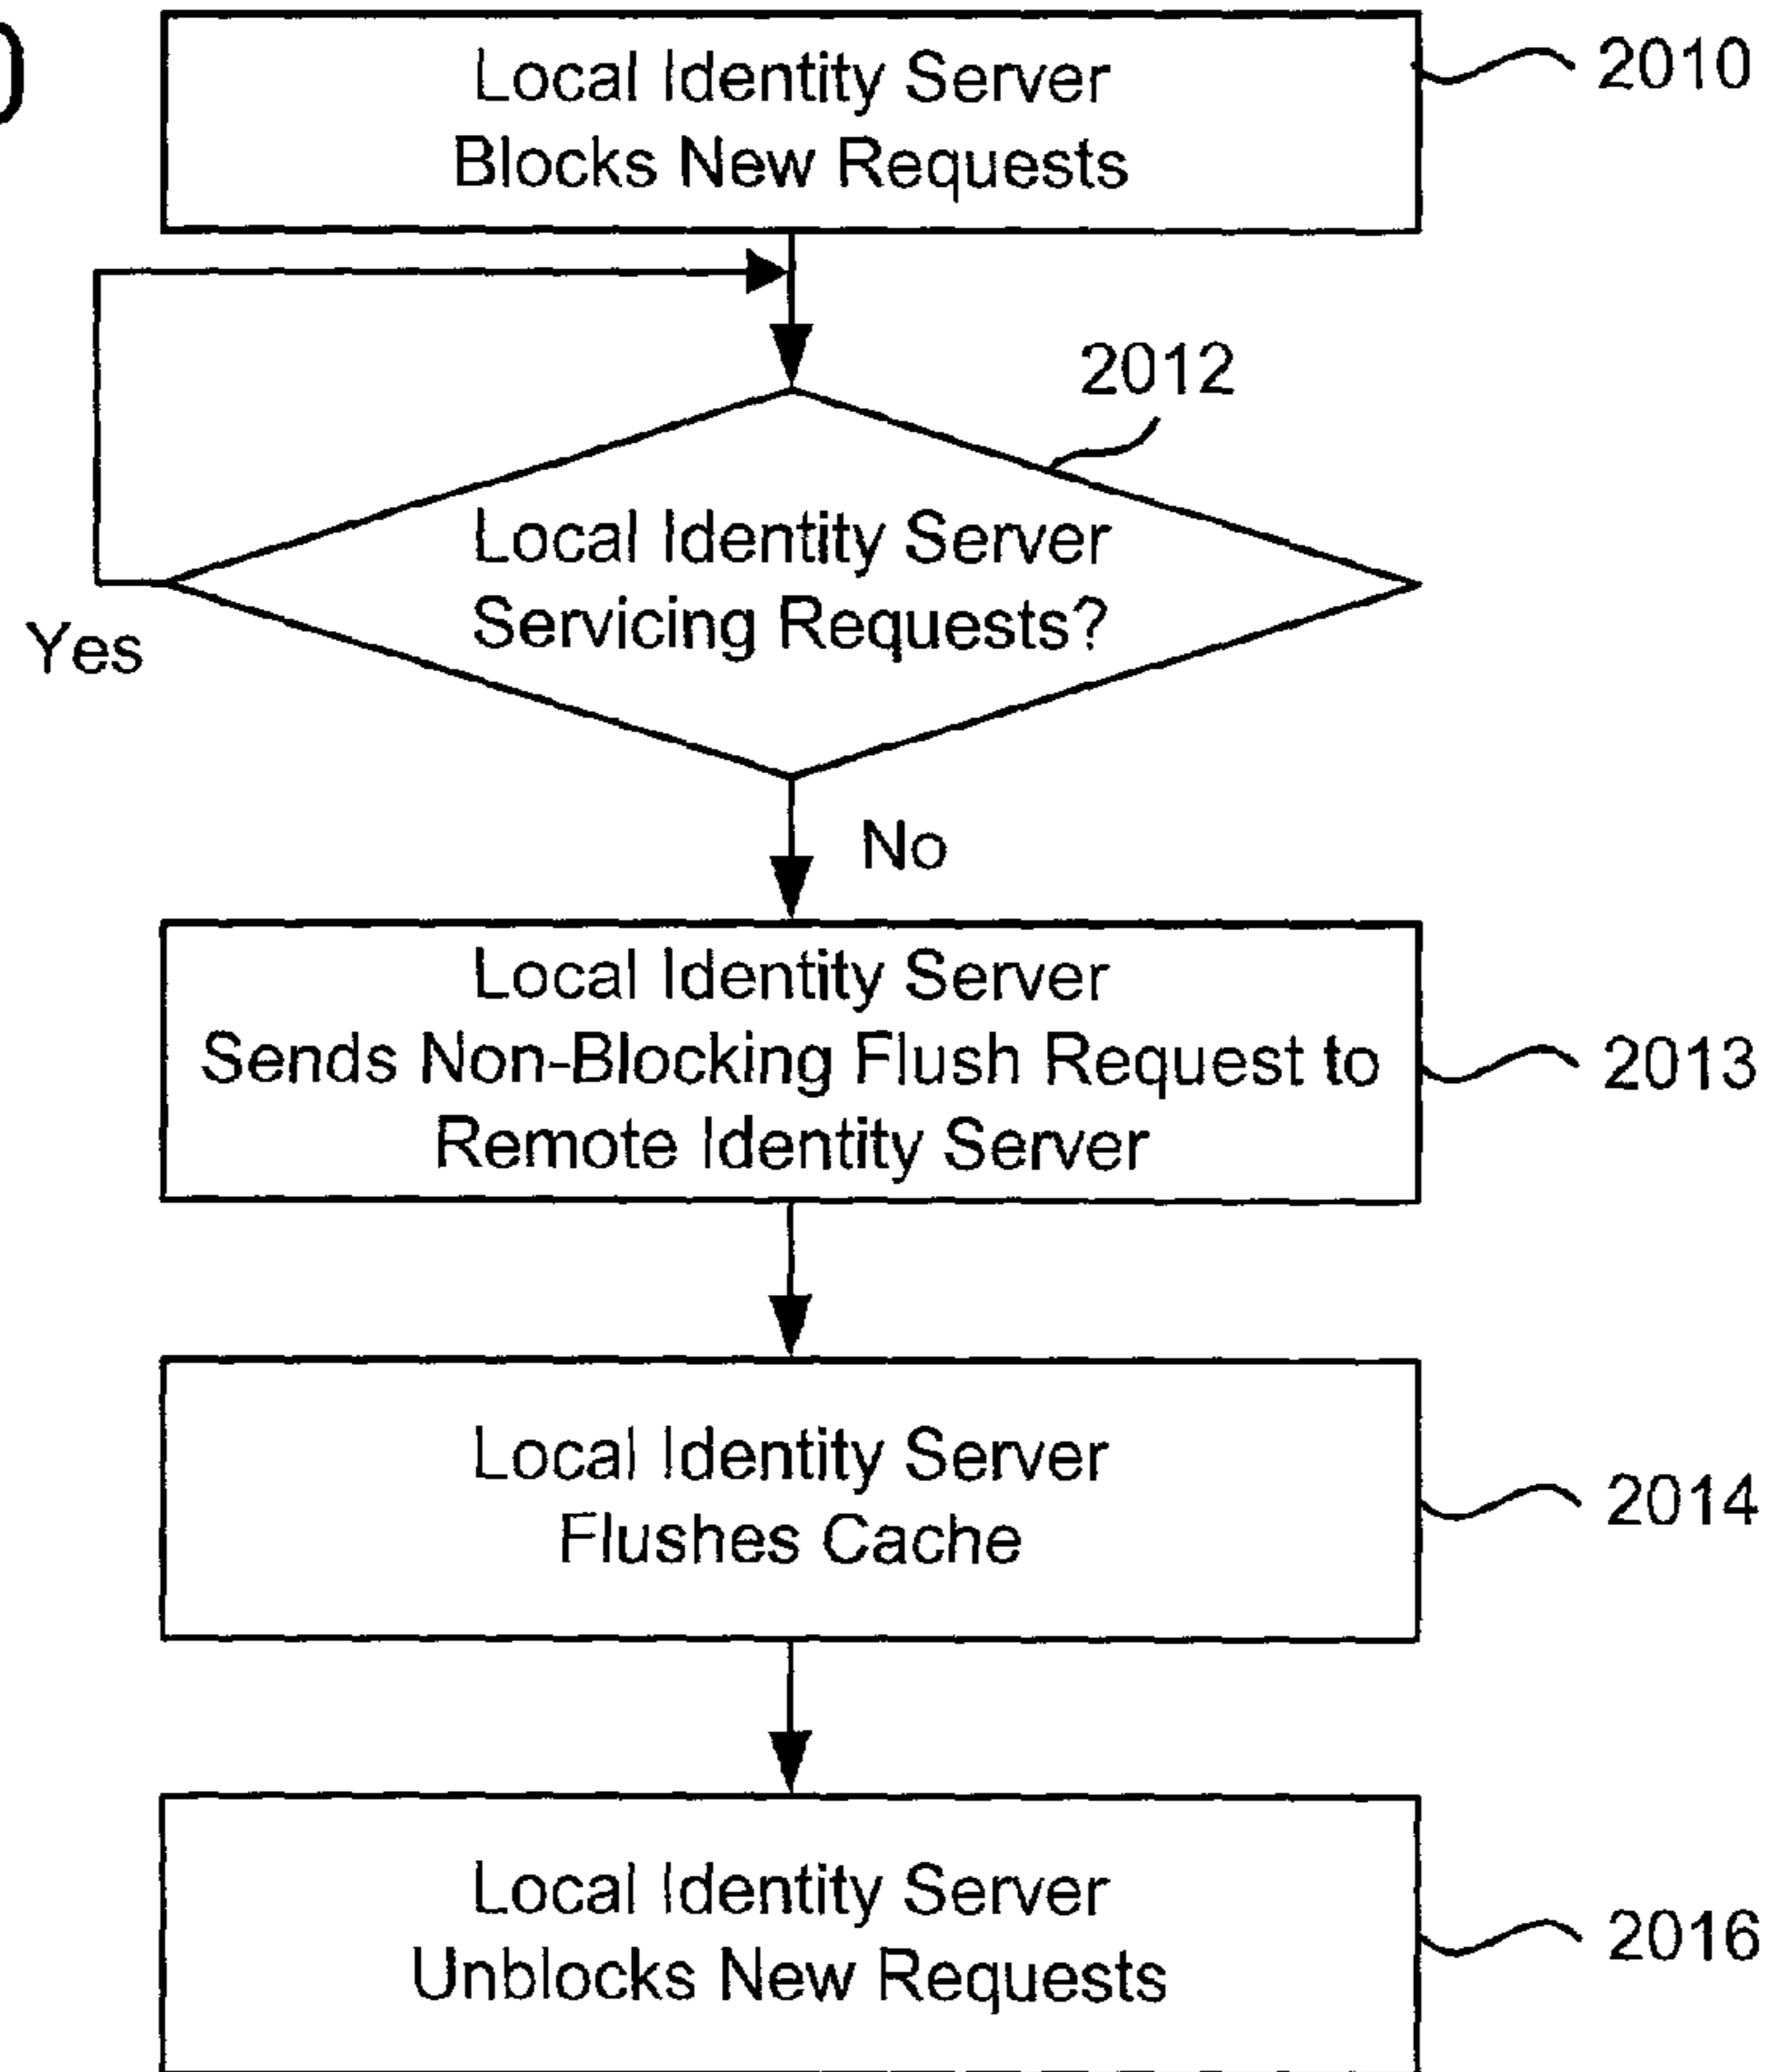 Local Identity Server
Blocks New Requests
2010
2012
Local Identity Server
Servicing Requests?
Yes
No
Local Identity Server
Sends Non-Blocking Flush Request to
Remote Identity Server
2013
Local Identity Server
Flushes Cache
2014
Local Identity Server
Unblocks New Requests
2016